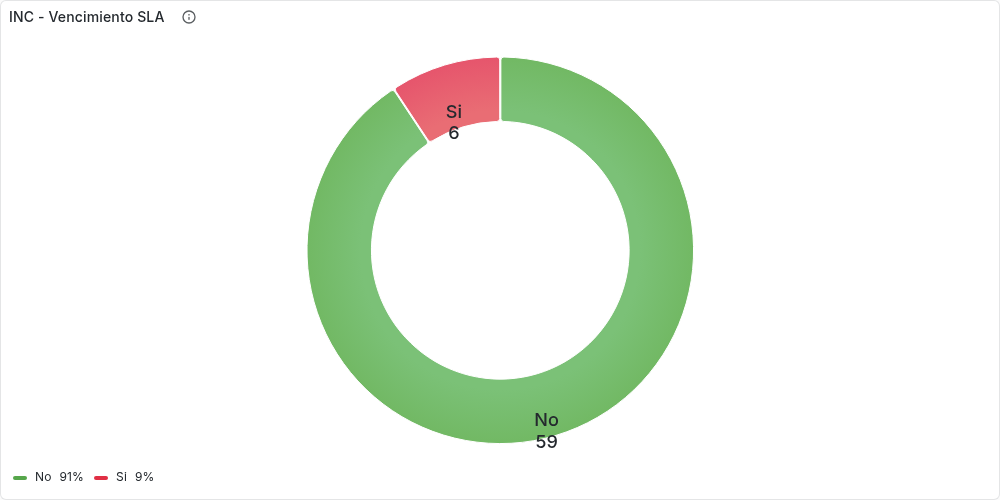 INC - Vencimiento SLA
Si
6
No
59
No 91% Si 9%